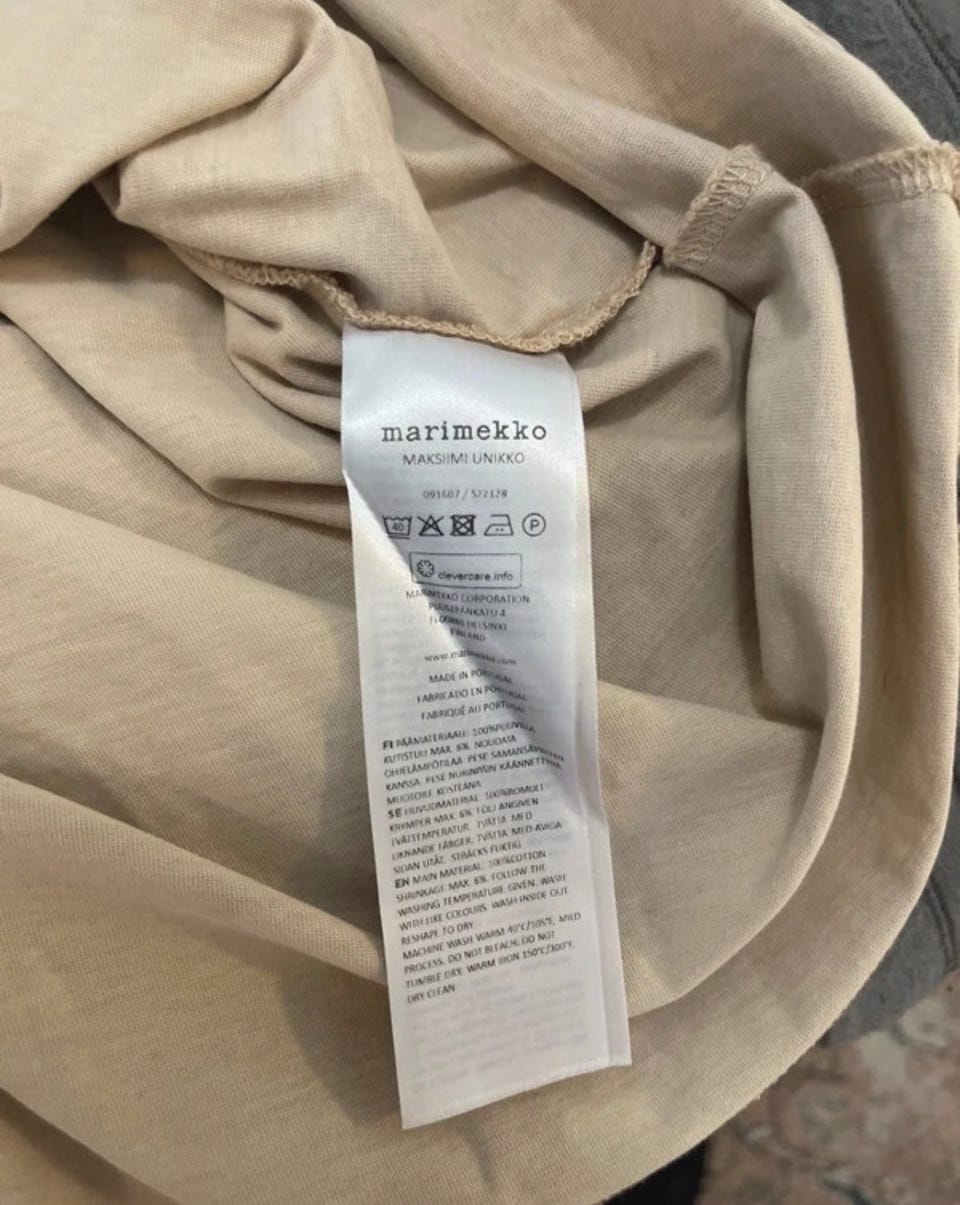 marimekko
MAKSIIMI UNIKKO
091607 / 522128
40
P
clevercare.info
MARIMEKKO CORPORATION
PUUSEPÄNKATU 4
FI-00880 HELSINKI
FINLAND
www.marimekko.com
MADE IN PORTUGAL
FABRICADO EN PORTUGAL
FABRIQUÉ AU PORTUGAL
FI PÄÄMATERIAALI: 100%PUUVILLA
KUTISTUU MAX. 6%. NOUDATA
OHJELÄMPÖTILAA. PESE SAMANSÄVYISTEN
KANSSA. PESE NURINPÄIN KÄÄNNETTYNÄ.
MUOTOILE KOSTEANA
SE HUVUDMATERIAL: 100%BOMULL
KRYMPER MAX. 6%. FÖLJ ANGIVEN
TVÄTTEMPERATUR. TVÄTTA MED
LIKNANDE FÄRGER. TVÄTTA MED AVIGA
SIDAN UTÅT. STRÄCKS FUKTIG
EN MAIN MATERIAL: 100%COTTON
SHRINKAGE MAX. 6%. FOLLOW THE
WASHING TEMPERATURE GIVEN. WASH
WITH LIKE COLOURS. WASH INSIDE OUT.
RESHAPE TO DRY
MACHINE WASH WARM 40°C/105°F, MILD
PROCESS. DO NOT BLEACH. DO NOT
TUMBLE DRY. WARM IRON 150°C/300°F.
DRY CLEAN